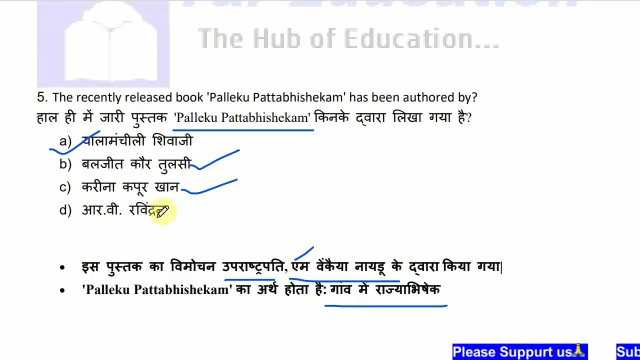 The Hub of Education...
5. The recently released book 'Palleku Pattabhishekam' has been authored by?
हाल ही में जारी पुस्तक 'Palleku Pattabhishekam' किनके द्वारा लिखा गया है?
a) यालामंचीली शिवाजी
b) बलजीत कौर तुलसी
c) करीना कपूर खान
d) आर.वी. रविंद्रन
• इस पुस्तक का विमोचन उपराष्ट्रपति, एम वेंकैया नायडू के द्वारा किया गया|
• 'Palleku Pattabhishekam' का अर्थ होता है: गांव में राज्याभिषेक
Please Suppurt us🙏 Sub